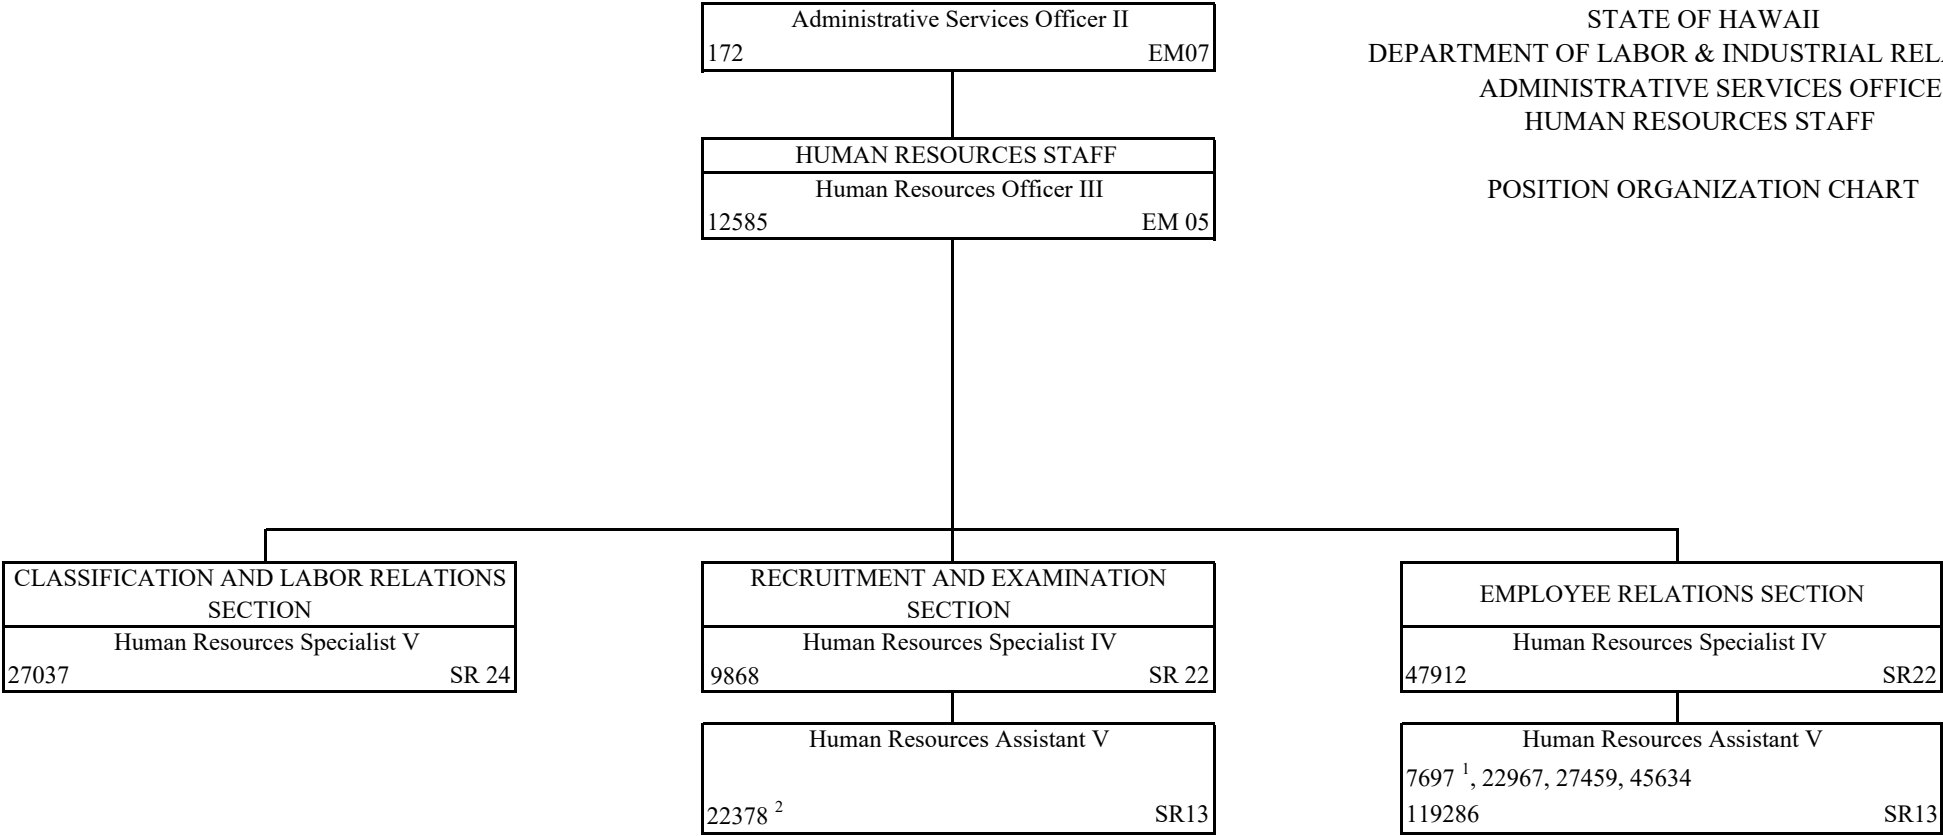 Administrative Services Officer II
172 EM07
STATE OF HAWAII
DEPARTMENT OF LABOR & INDUSTRIAL
ADMINISTRATIVE SERVICES OFFICE
HUMAN RESOURCES STAFF
POSITION ORGANIZATION CHART
HUMAN RESOURCES STAFF
Human Resources Officer III
12585 EM 05
CLASSIFICATION AND LABOR RELATIONS
SECTION
Human Resources Specialist V
27037 SR 24
RECRUITMENT AND EXAMINATION
SECTION
Human Resources Specialist IV
9868 SR 22
Human Resources Assistant V
22378 ² SR13
EMPLOYEE RELATIONS SECTION
Human Resources Specialist IV
47912 SR22
Human Resources Assistant V
7697 ¹, 22967, 27459, 45634
119286 SR13